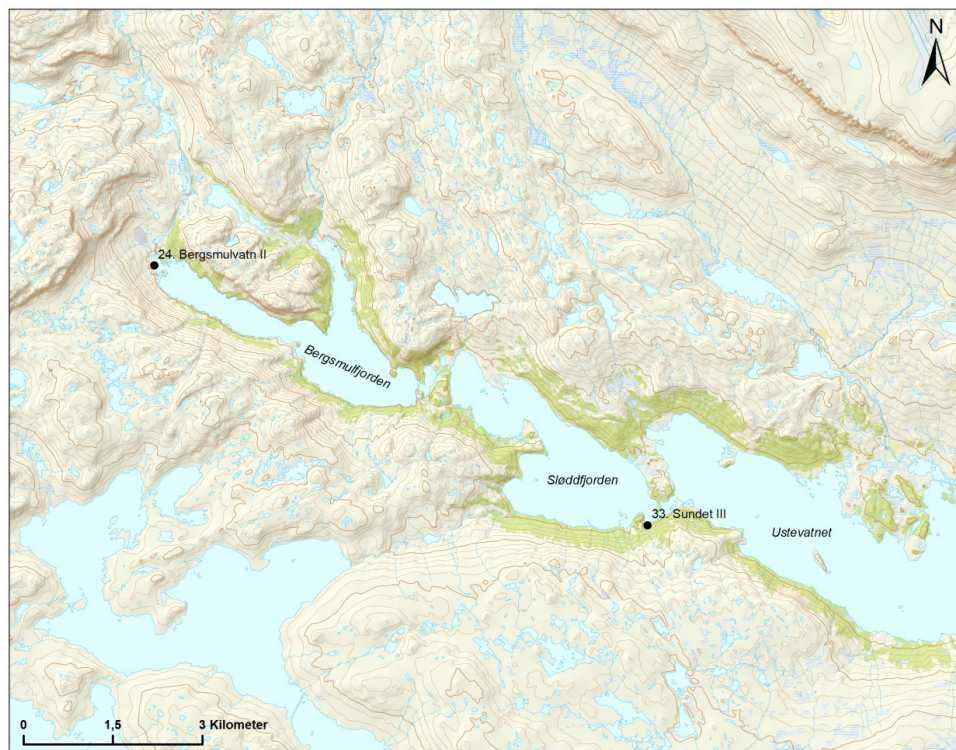 N
24. Bergsmulvatn II
Bergsmulfjorden
Sløddfjorden
33. Sundet III
Ustevatnet
0 1,5 3 Kilometer